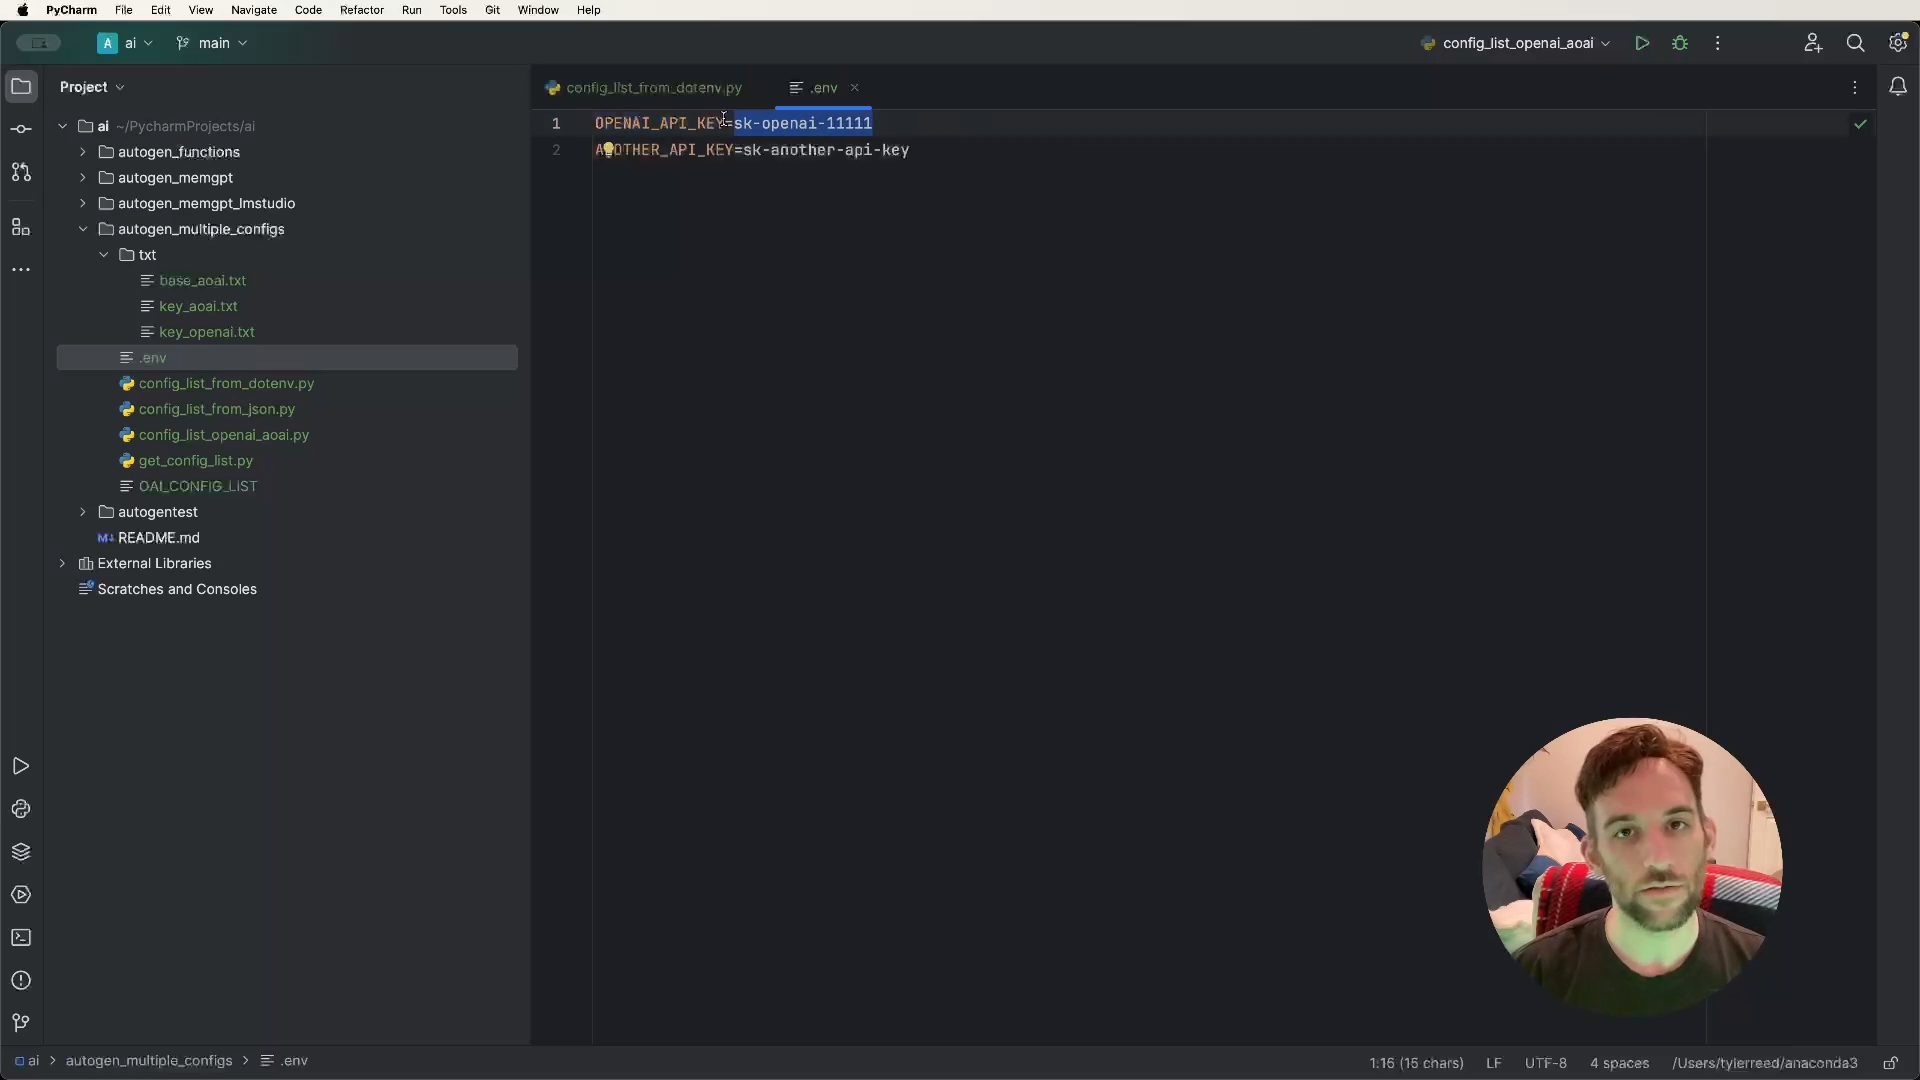 PyCharm File Edit View Navigate Code Refactor Run Tools Git Window Help
A ai main config_list_openai_aoai
Project
config_list_from_dotenv.py .env
ai ~/PycharmProjects/ai
autogen_functions
autogen_memgpt
autogen_memgpt_lmstudio
autogen_multiple_configs
txt
base_aoai.txt
key_aoai.txt
key_openai.txt
.env
config_list_from_dotenv.py
config_list_from_json.py
config_list_openai_aoai.py
get_config_list.py
OAI_CONFIG_LIST
autogentest
M↓ README.md
External Libraries
Scratches and Consoles
1 OPENAI_API_KEY=sk-openai-11111
2 ANOTHER_API_KEY=sk-another-api-key
ai > autogen_multiple_configs > .env
1:16 (16 chars) LF UTF-8 4 spaces /Users/tylerreed/anaconda3